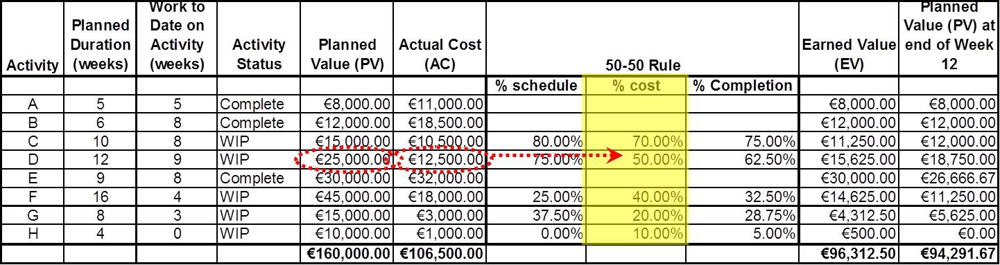 Activity Planned Duration (weeks) Work to Date on Activity (weeks) Activity Status Planned Value (PV) Actual Cost (AC) 50-50 Rule Earned Value (EV) Planned Value (PV) at end of Week 12
% schedule % cost % Completion
A 5 5 Complete €8,000.00 €11,000.00 €8,000.00 €8,000.00
B 6 8 Complete €12,000.00 €18,500.00 €12,000.00 €12,000.00
C 10 8 WIP €15,000.00 €10,500.00 80.00% 70.00% 75.00% €11,250.00 €12,000.00
D 12 9 WIP €25,000.00 €12,500.00 75.00% 50.00% 62.50% €15,625.00 €18,750.00
E 9 8 Complete €30,000.00 €32,000.00 €30,000.00 €26,666.67
F 16 4 WIP €45,000.00 €18,000.00 25.00% 40.00% 32.50% €14,625.00 €11,250.00
G 8 3 WIP €15,000.00 €3,000.00 37.50% 20.00% 28.75% €4,312.50 €5,625.00
H 4 0 WIP €10,000.00 €1,000.00 0.00% 10.00% 5.00% €500.00 €0.00
€160,000.00 €106,500.00 €96,312.50 €94,291.67